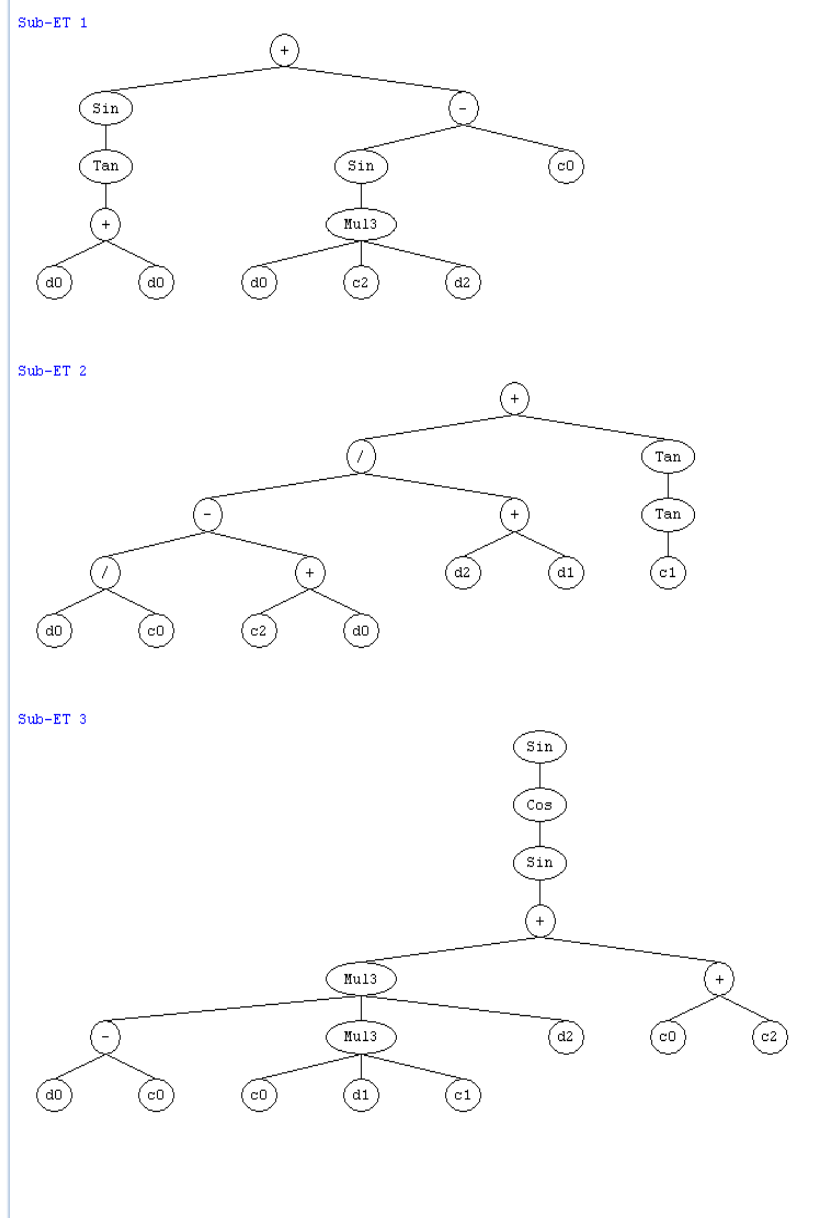 Sub-ET 1
+
Sin -
Tan Sin c0
+ Mul3
d0 d0 d0 c2 d2
Sub-ET 2
+
/ Tan
- + Tan
/ + d2 d1 c1
d0 c0 c2 d0
Sub-ET 3
Sin
Cos
Sin
+
Mul3 +
- Mul3 d2 c0 c2
d0 c0 c0 d1 c1